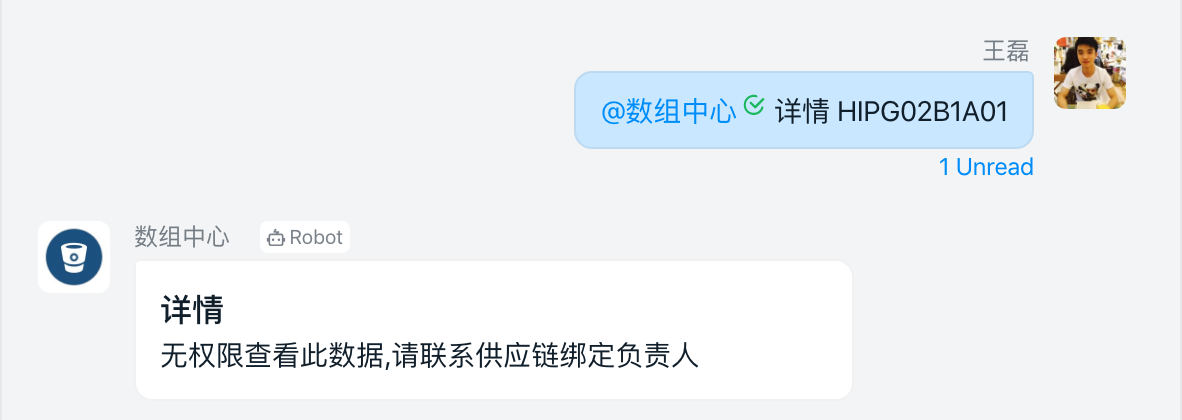 王磊
@数组中心 详情 HIPG02B1A01
1 Unread
数组中心 Robot
详情
无权限查看此数据,请联系供应链绑定负责人